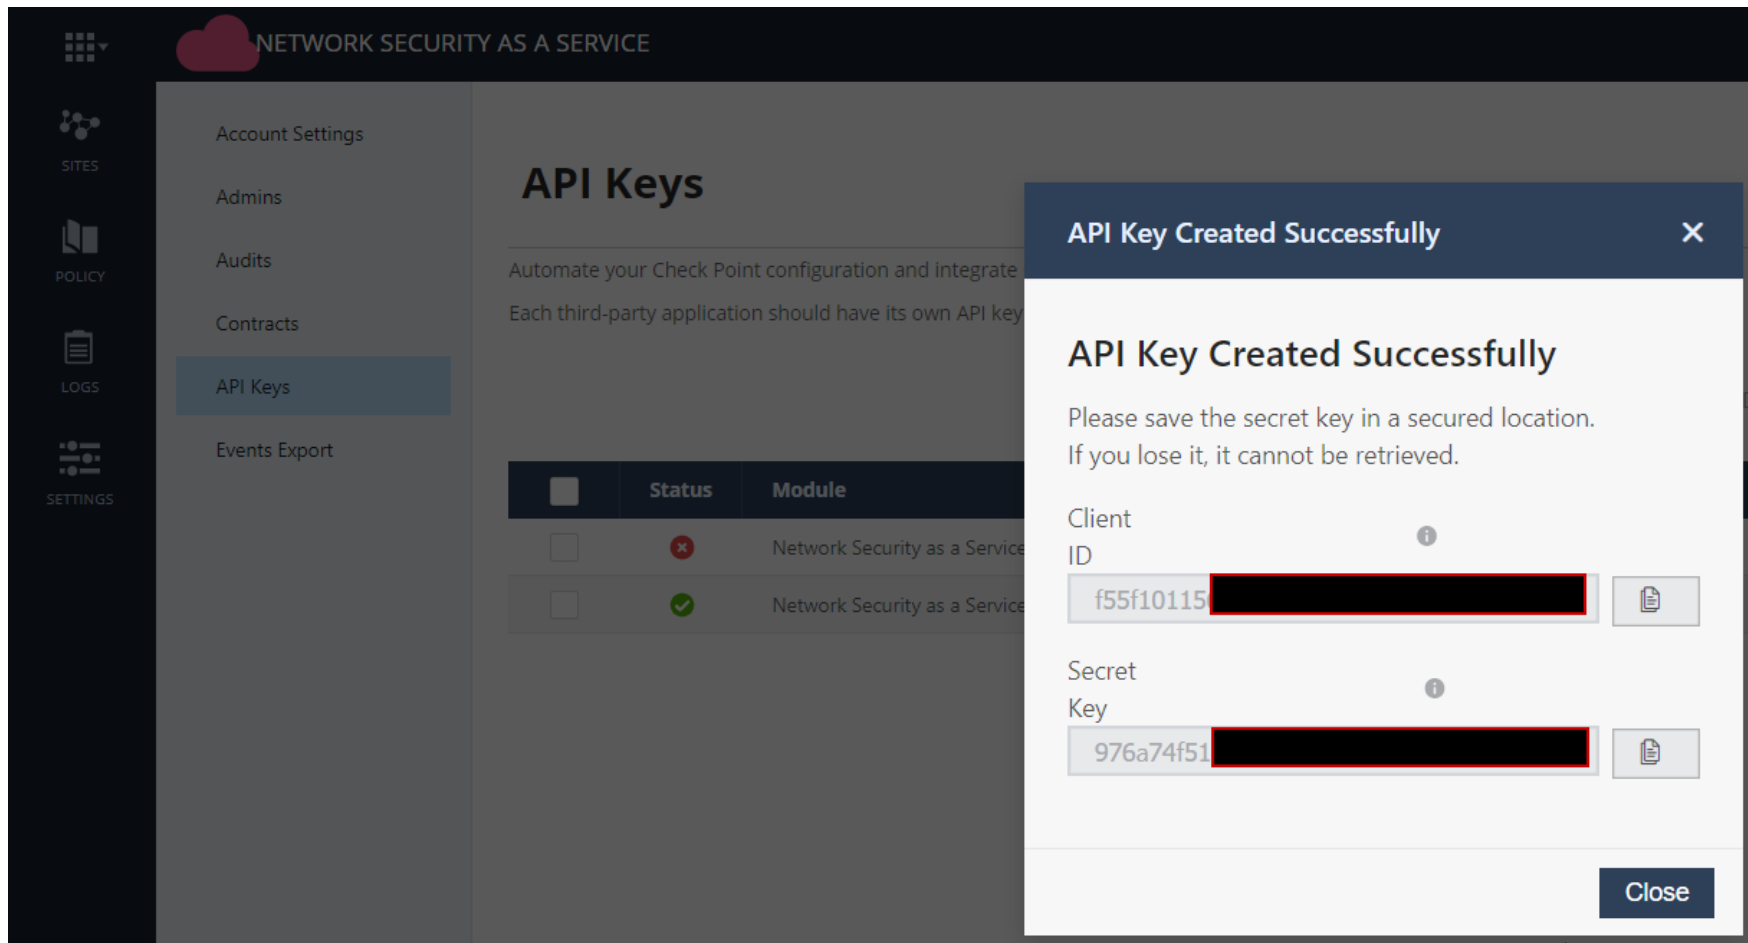 NETWORK SECURITY AS A SERVICE
SITES
POLICY
LOGS
SETTINGS
Account Settings
Admins
Audits
Contracts
API Keys
Events Export
API Keys
Automate your Check Point configuration and integrate
Each third-party application should have its own API key
Status Module
Network Security as a Service
Network Security as a Service
API Key Created Successfully
API Key Created Successfully
Please save the secret key in a secured location.
If you lose it, it cannot be retrieved.
Client
ID
f55f10115
Secret
Key
976a74f51
Close